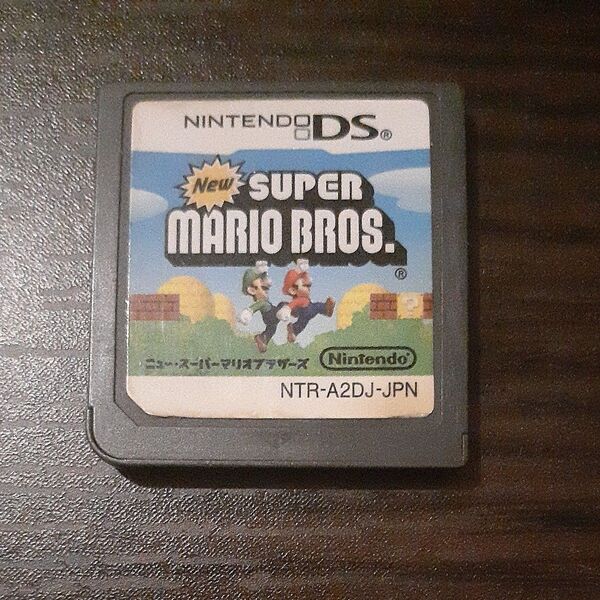 NINTENDO DS®
New SUPER
MARIO BROS.
®
ニュー・スーパーマリオブラザーズ
Nintendo®
NTR-A2DJ-JPN